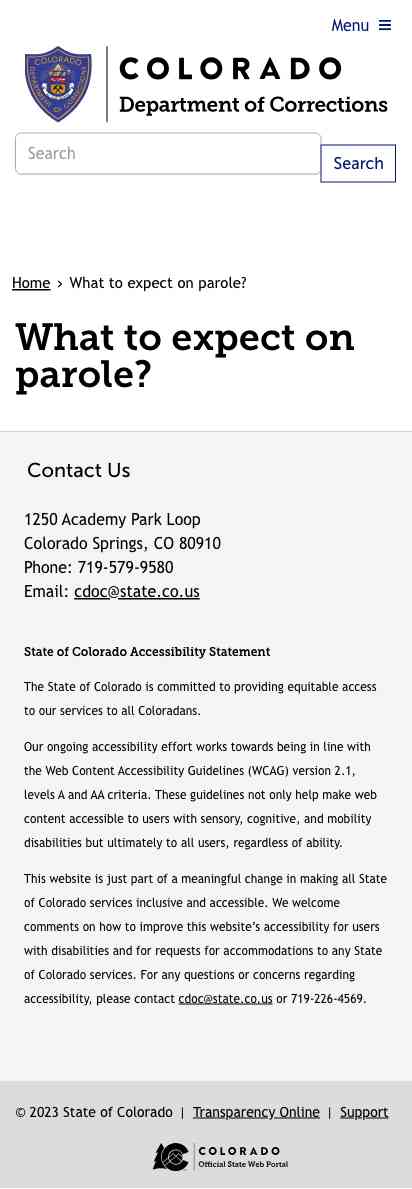 Menu
COLORADO
Department of Corrections
Search
Search
Home › What to expect on parole?
What to expect on
parole?
Contact Us
1250 Academy Park Loop
Colorado Springs, CO 80910
Phone: 719-579-9580
Email: cdoc@state.co.us
State of Colorado Accessibility Statement
The State of Colorado is committed to providing equitable access
to our services to all Coloradans.
Our ongoing accessibility effort works towards being in line with
the Web Content Accessibility Guidelines (WCAG) version 2.1,
levels A and AA criteria. These guidelines not only help make web
content accessible to users with sensory, cognitive, and mobility
disabilities but ultimately to all users, regardless of ability.
This website is just part of a meaningful change in making all State
of Colorado services inclusive and accessible. We welcome
comments on how to improve this website’s accessibility for users
with disabilities and for requests for accommodations to any State
of Colorado services. For any questions or concerns regarding
accessibility, please contact cdoc@state.co.us or 719-226-4569.
© 2023 State of Colorado | Transparency Online | Support
COLORADO
Official State Web Portal